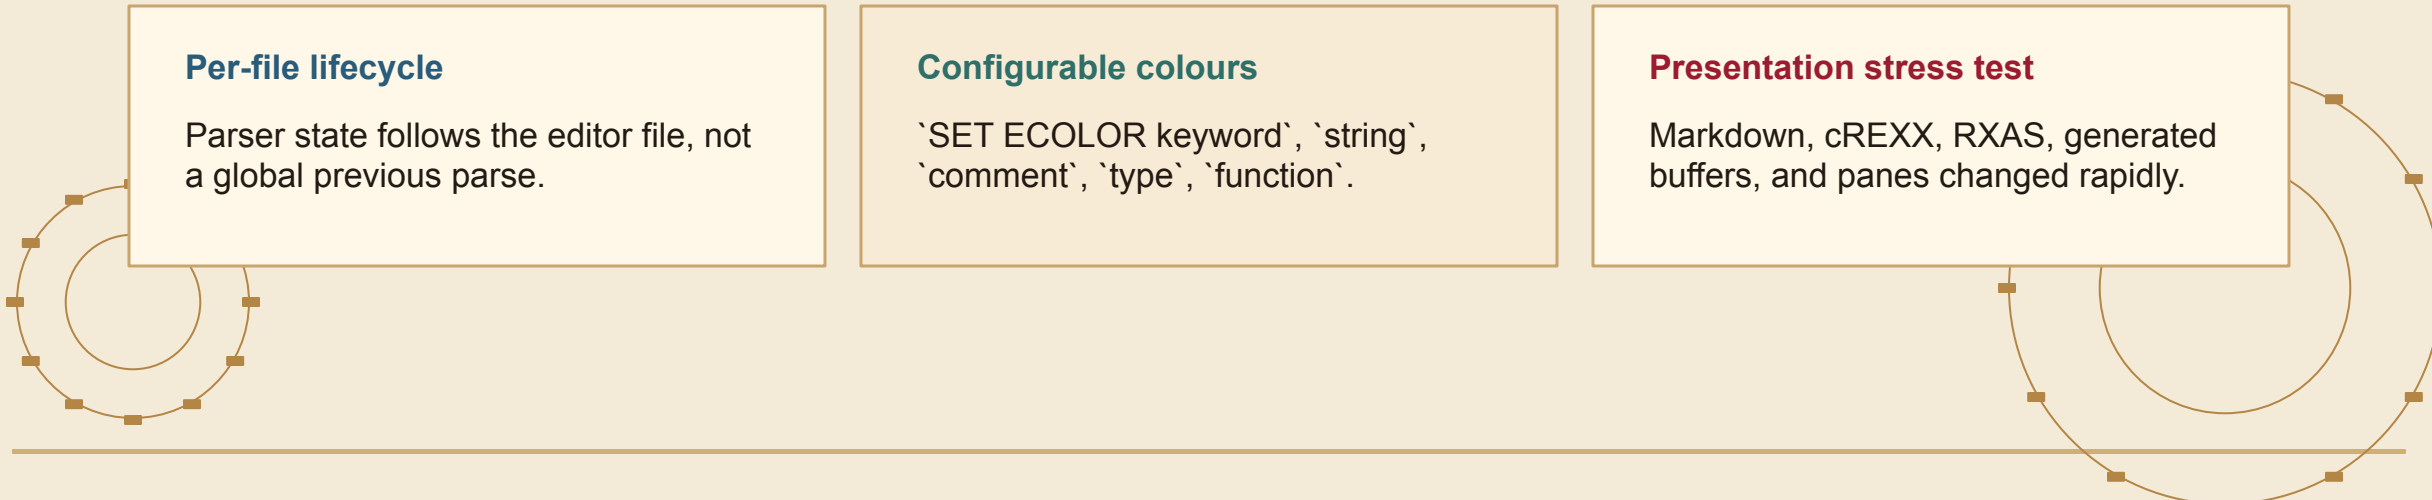 Per-file lifecycle
Parser state follows the editor file, not
a global previous parse.
Configurable colours
`SET ECOLOR keyword`, `string`,
`comment`, `type`, `function`.
Presentation stress test
Markdown, cREXX, RXAS, generated
buffers, and panes changed rapidly.